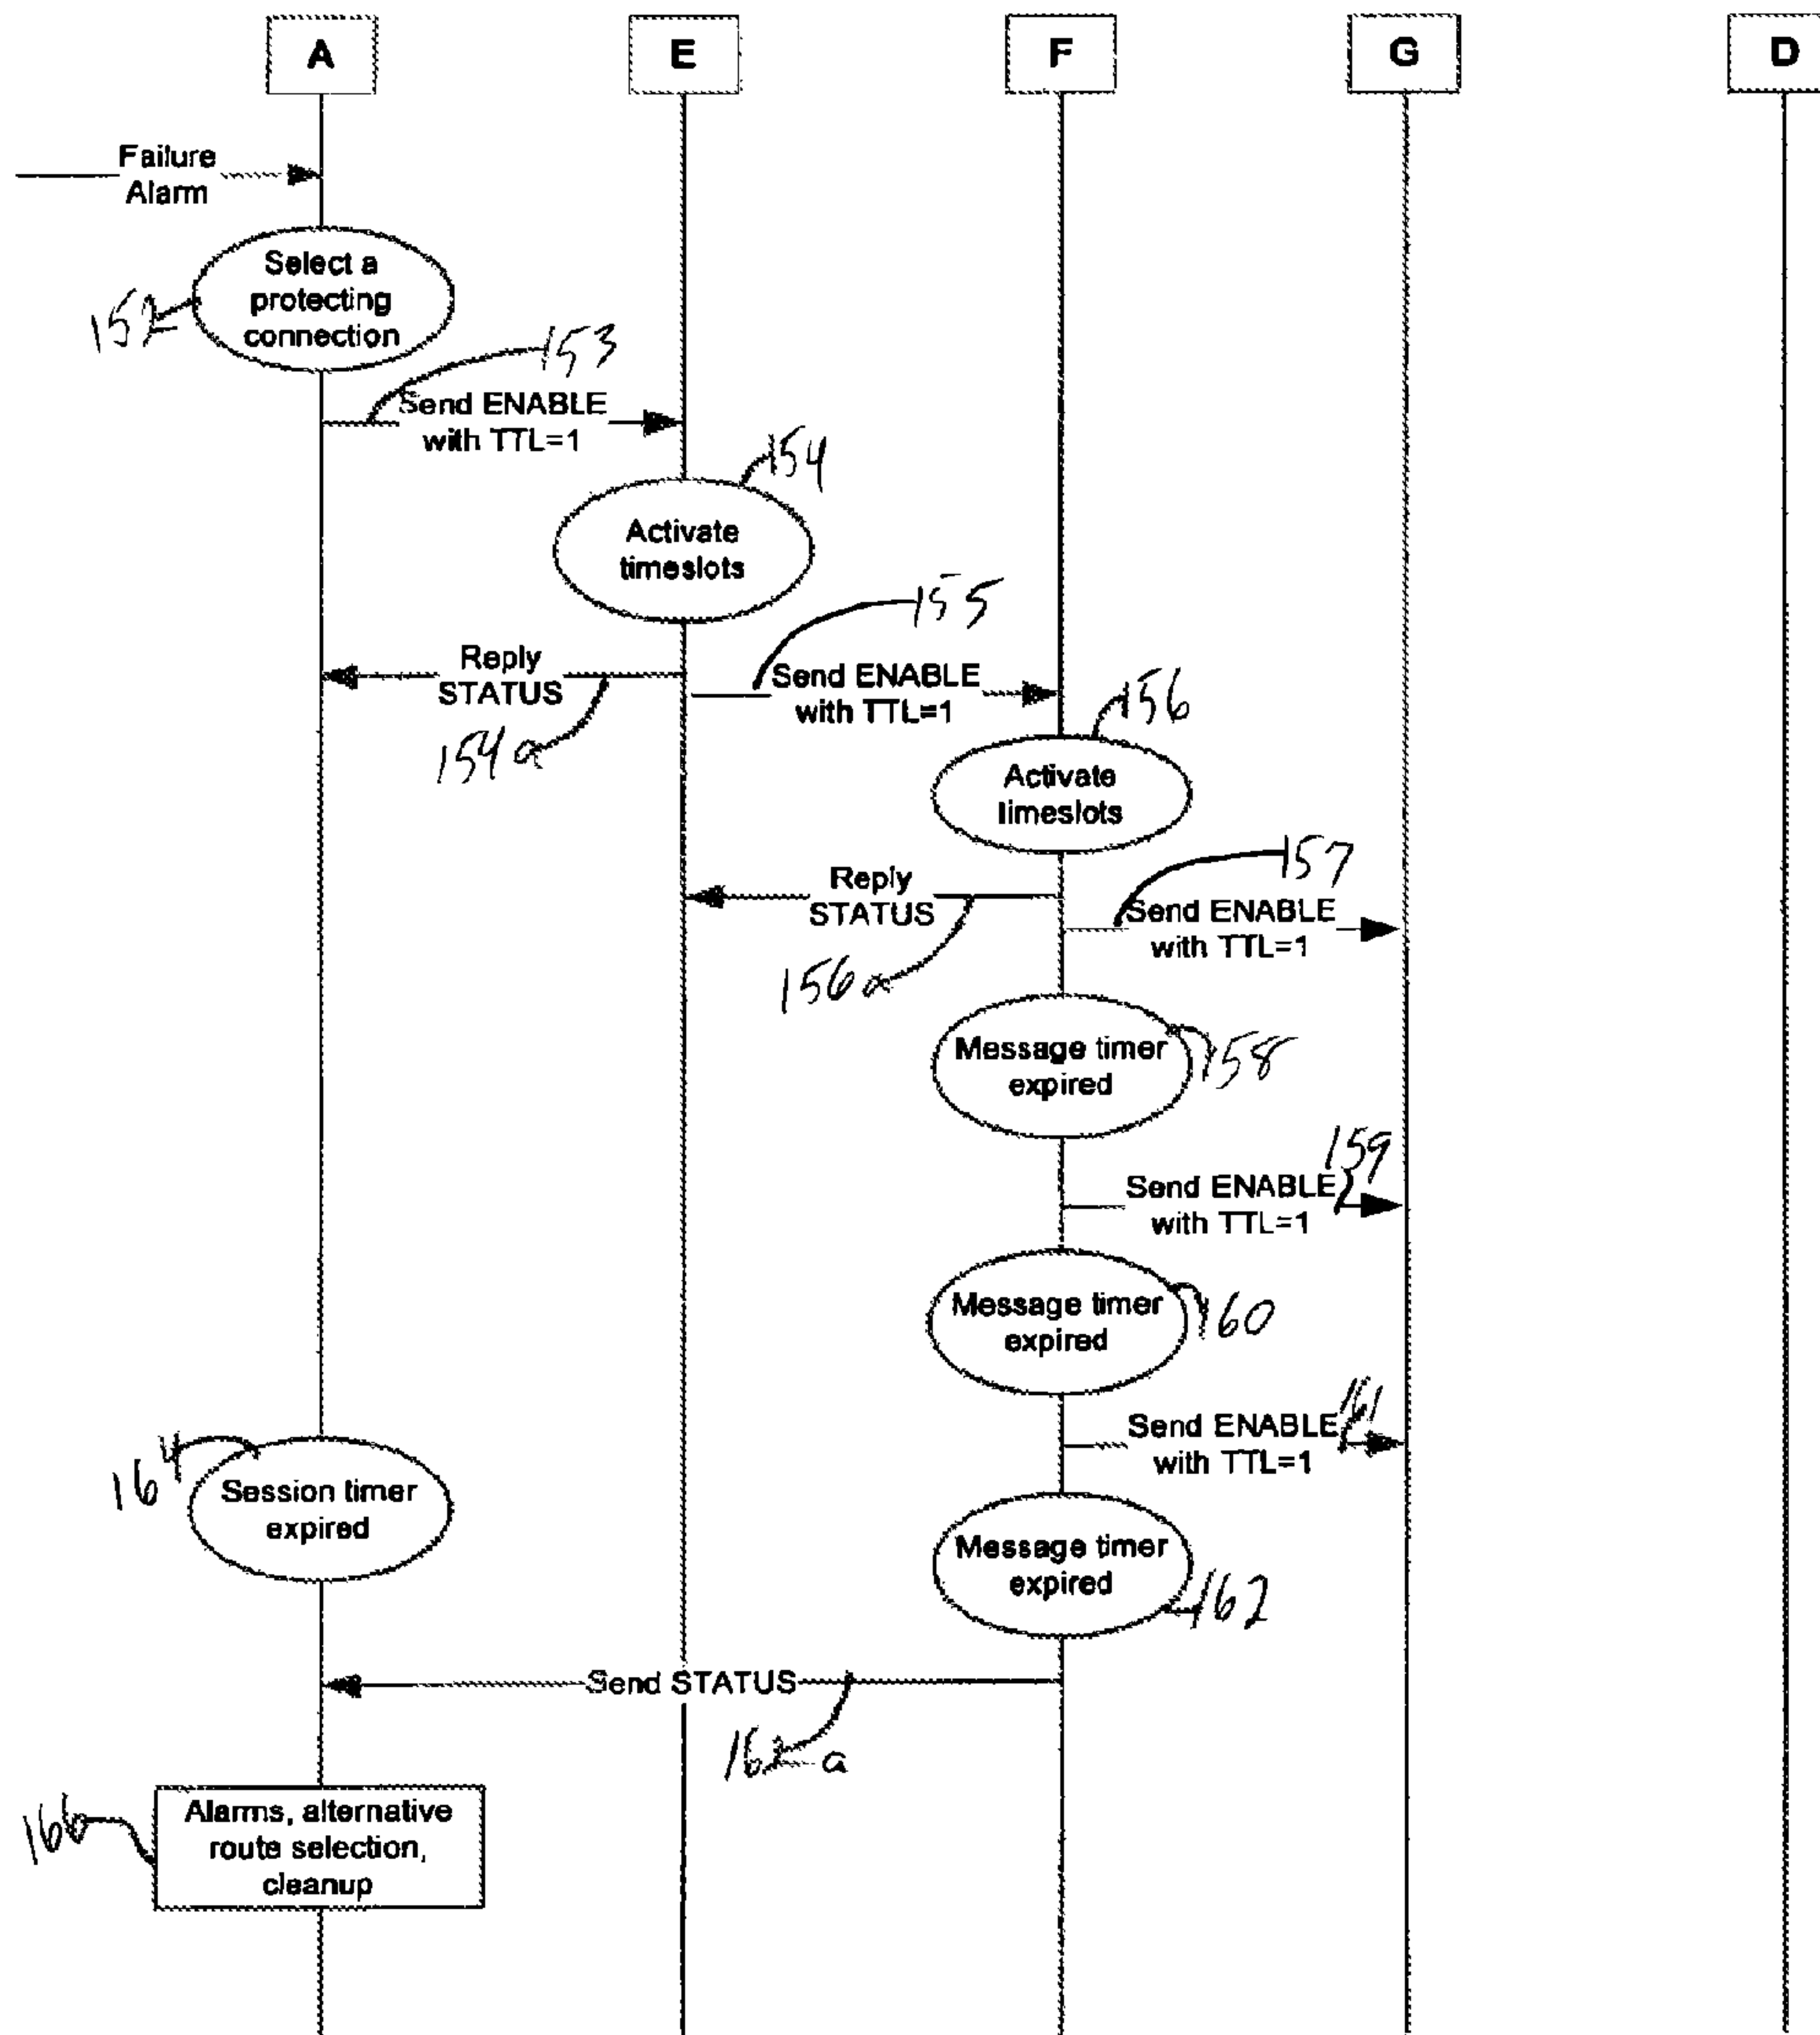 A
E
F
G
D
Failure
Alarm
Select a
protecting
connection
152
153
Send ENABLE
with TTL=1
154
Activate
timeslots
155
Reply
STATUS
154a
Send ENABLE
with TTL=1
156
Activate
timeslots
157
Reply
STATUS
156a
Send ENABLE
with TTL=1
Message timer
expired
158
159
Send ENABLE
with TTL=1
Message timer
expired
160
161
Send ENABLE
with TTL=1
164
Session timer
expired
Message timer
expired
162
Send STATUS
162a
166
Alarms, alternative
route selection,
cleanup